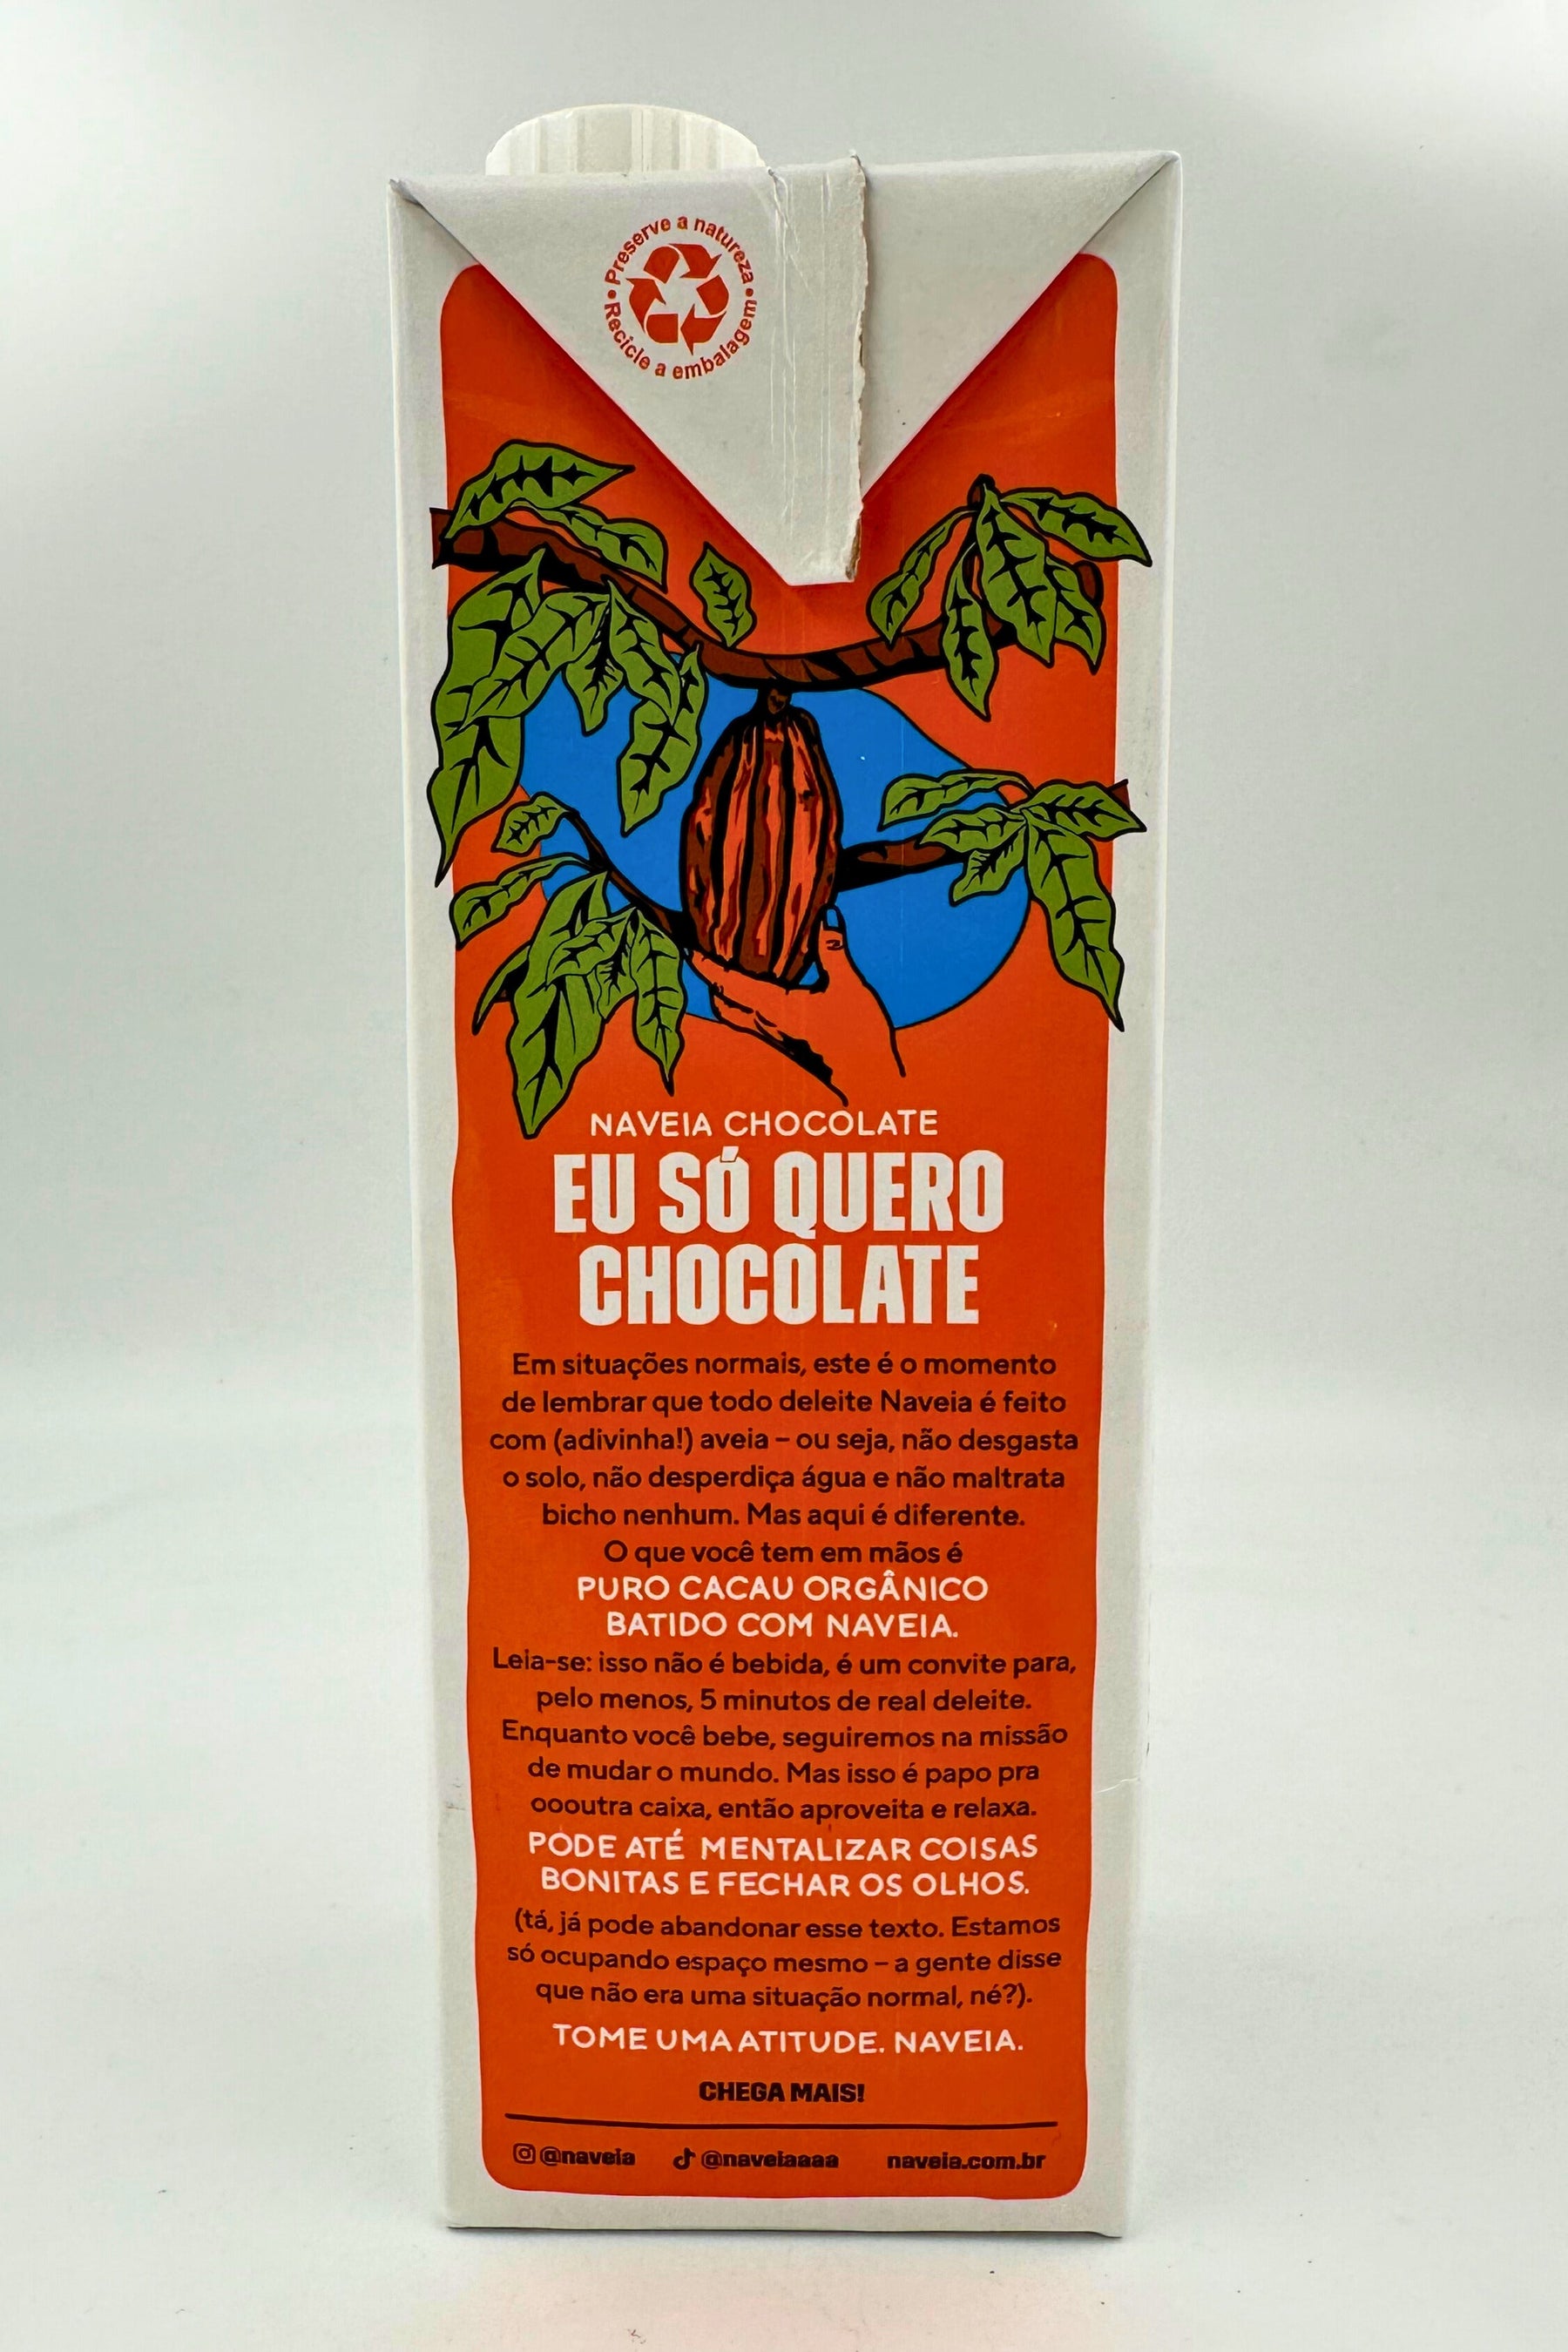 Preserve a natureza
Recicle a embalagem
NAVEIA CHOCOLATE
EU SÓ QUERO
CHOCOLATE
Em situações normais, este é o momento
de lembrar que todo deleite Naveia é feito
com (adivinha!) aveia – ou seja, não desgasta
o solo, não desperdiça água e não maltrata
bicho nenhum. Mas aqui é diferente.
O que você tem em mãos é
PURO CACAU ORGÂNICO
BATIDO COM NAVEIA.
Leia-se: isso não é bebida, é um convite para,
pelo menos, 5 minutos de real deleite.
Enquanto você bebe, seguiremos na missão
de mudar o mundo. Mas isso é papo pra
oooutra caixa, então aproveita e relaxa.
PODE ATÉ MENTALIZAR COISAS
BONITAS E FECHAR OS OLHOS.
(tá, já pode abandonar esse texto. Estamos
só ocupando espaço mesmo – a gente disse
que não era uma situação normal, né?).
TOME UMA ATITUDE. NAVEIA.
CHEGA MAIS!
@naveia @naveiaaaa naveia.com.br